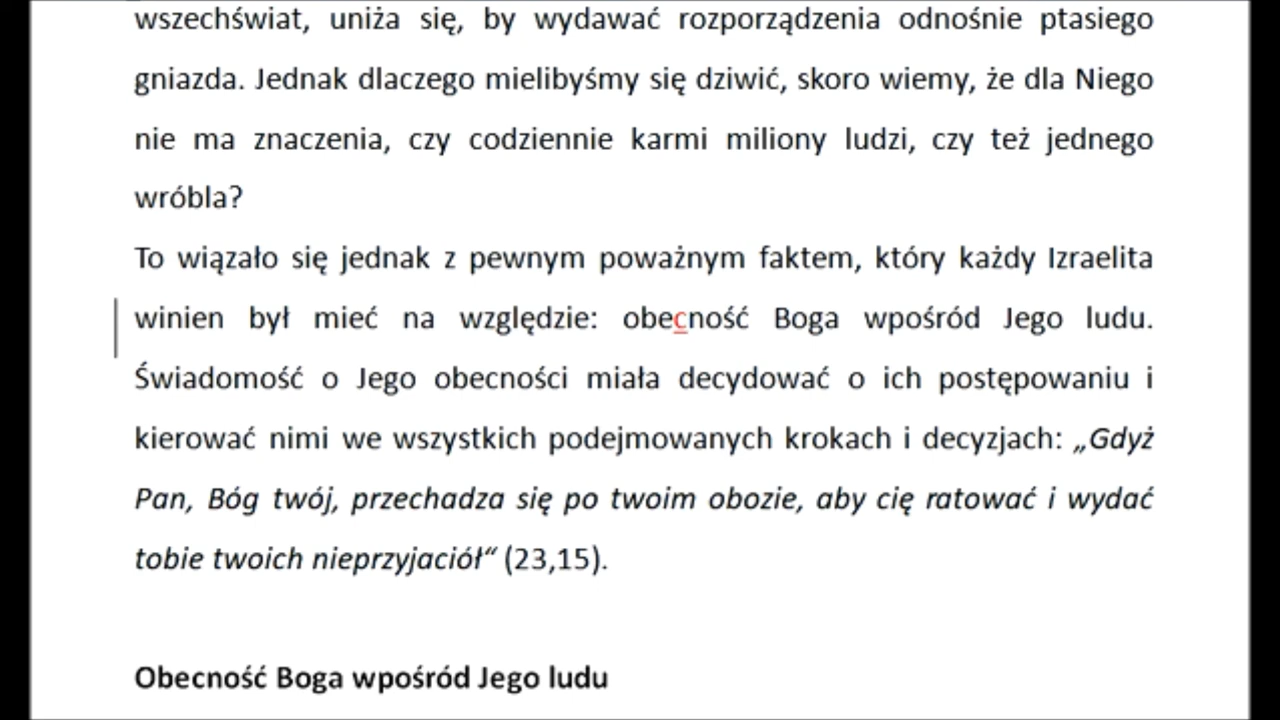 wszechświat, uniża się, by wydawać rozporządzenia odnośnie ptasiego
gniazda. Jednak dlaczego mielibyśmy się dziwić, skoro wiemy, że dla Niego
nie ma znaczenia, czy codziennie karmi miliony ludzi, czy też jednego
wróbla?
To wiązało się jednak z pewnym poważnym faktem, który każdy Izraelita
winien był mieć na względzie: obecność Boga wpośród Jego ludu.
Świadomość o Jego obecności miała decydować o ich postępowaniu i
kierować nimi we wszystkich podejmowanych krokach i decyzjach: „Gdyż
Pan, Bóg twój, przechadza się po twoim obozie, aby cię ratować i wydać
tobie twoich nieprzyjaciół“ (23,15).
Obecność Boga wpośród Jego ludu